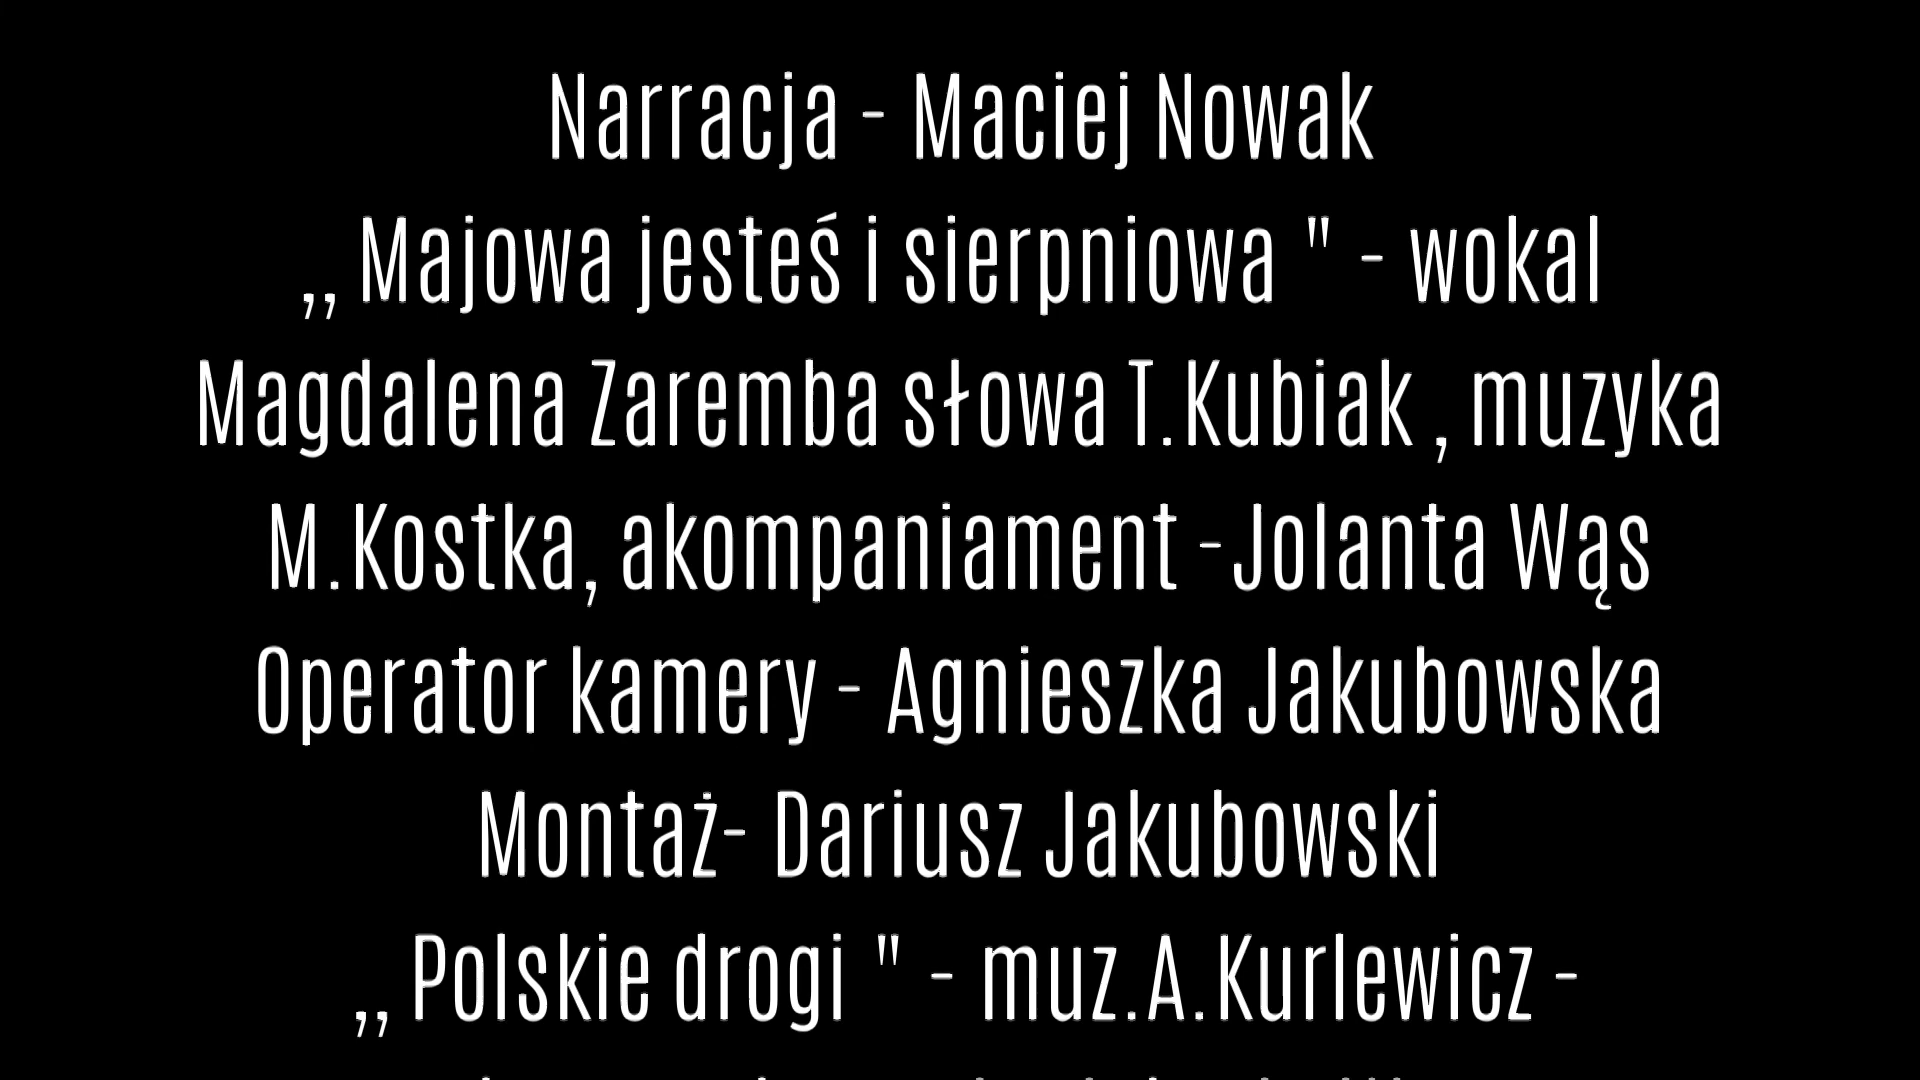 Narracja - Maciej Nowak
,, Majowa jesteś i sierpniowa " - wokal
Magdalena Zaremba słowa T.Kubiak , muzyka
M.Kostka, akompaniament -Jolanta Wąs
Operator kamery - Agnieszka Jakubowska
Montaż- Dariusz Jakubowski
,, Polskie drogi " - muz.A.Kurlewicz -